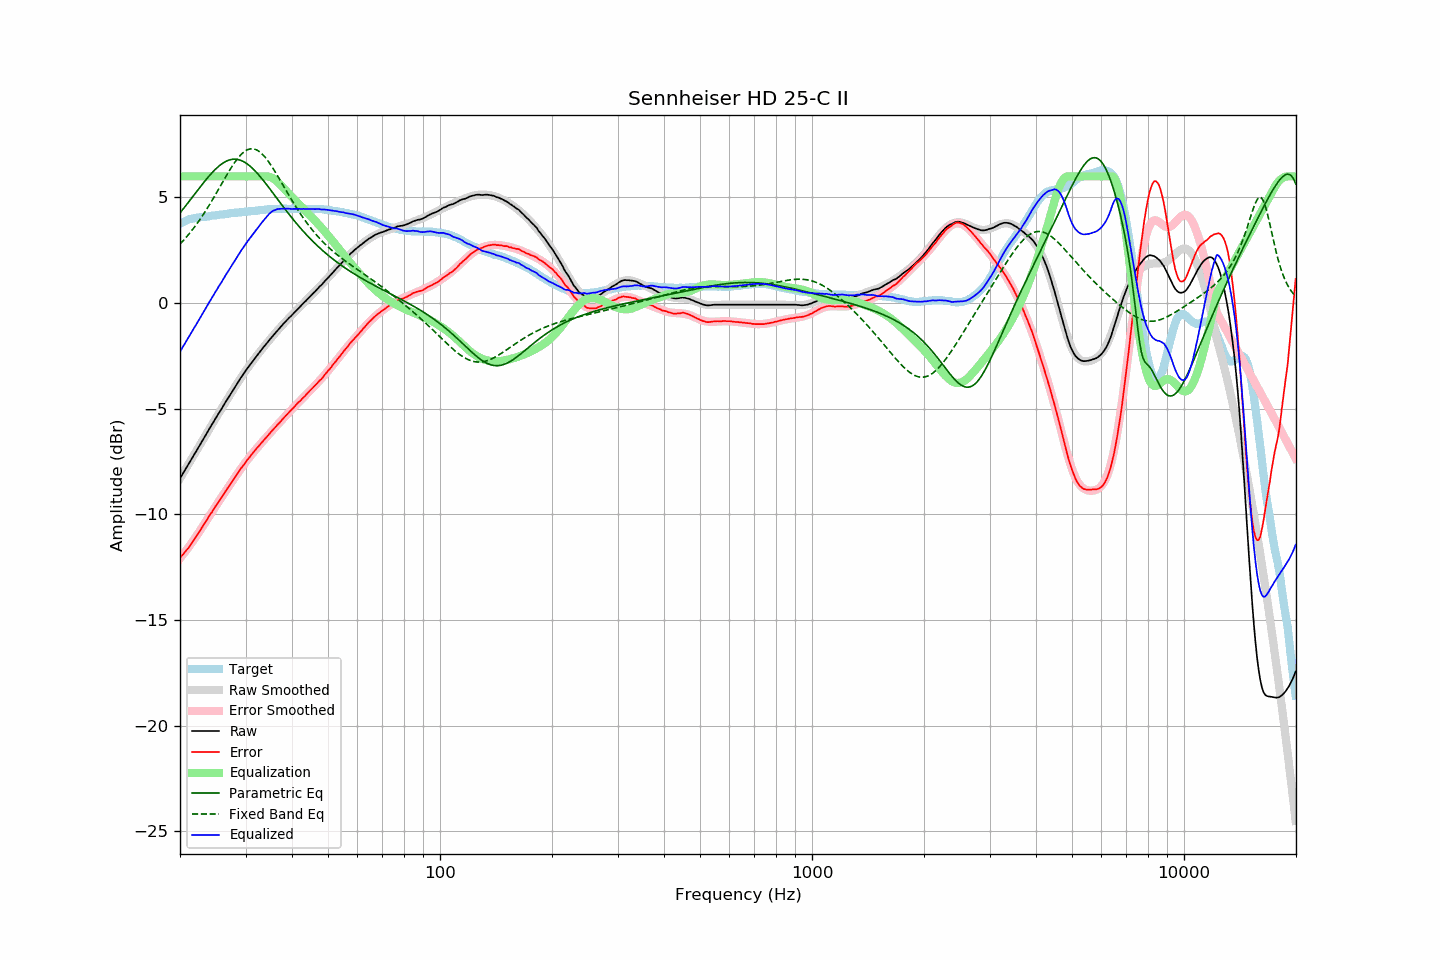 Sennheiser HD 25-C II
Amplitude (dBr)
5
0
−5
−10
−15
−20
−25
Target
Raw Smoothed
Error Smoothed
Raw
Error
Equalization
Parametric Eq
Fixed Band Eq
Equalized
100
1000
10000
Frequency (Hz)